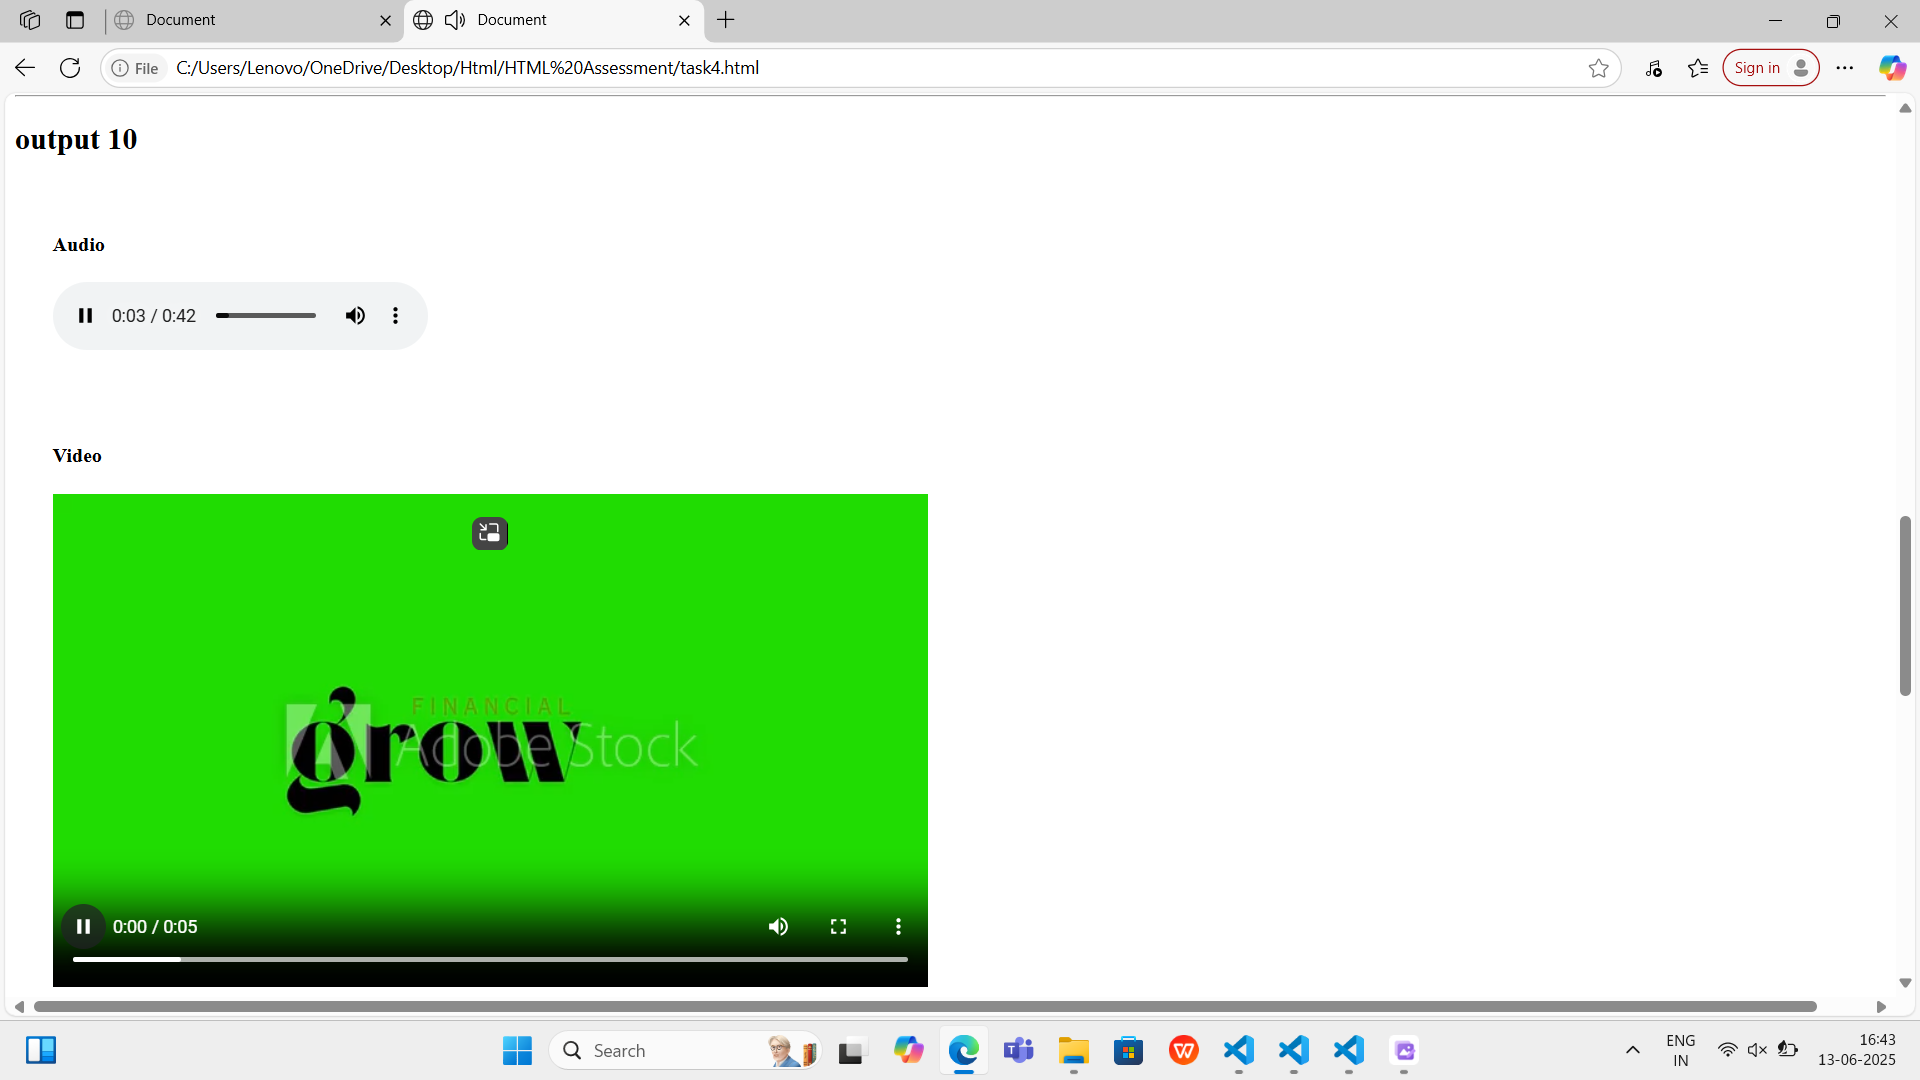 Document
Document
File
C:/Users/Lenovo/OneDrive/Desktop/Html/HTML%20Assessment/task4.html
Sign in
output 10
Audio
0:03 / 0:42
Video
FINANCIAL
grow
Adobe Stock
0:00 / 0:05
Search
ENG
IN
16:43
13-06-2025